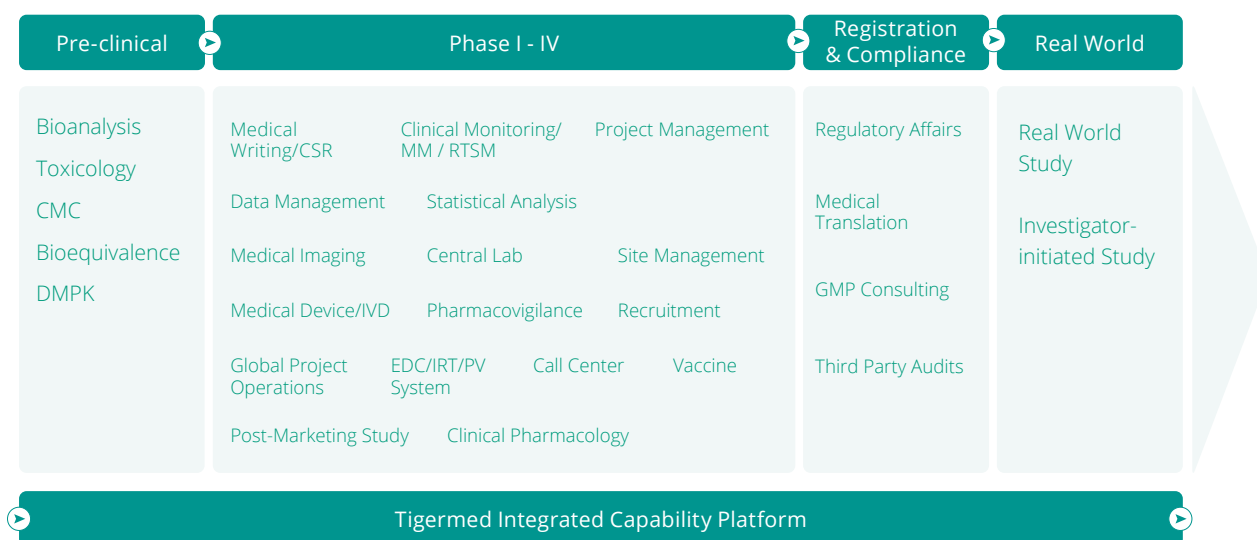 Pre-clinical
Phase I - IV
Registration
& Compliance
Real World
Bioanalysis
Toxicology
CMC
Bioequivalence
DMPK
Medical
Writing/CSR
Clinical Monitoring/
MM / RTSM
Project Management
Data Management
Statistical Analysis
Medical Imaging
Central Lab
Site Management
Medical Device/IVD
Pharmacovigilance
Recruitment
Global Project
Operations
EDC/IRT/PV
System
Call Center
Vaccine
Post-Marketing Study
Clinical Pharmacology
Regulatory Affairs
Medical
Translation
GMP Consulting
Third Party Audits
Real World
Study
Investigator-
initiated Study
Tigermed Integrated Capability Platform